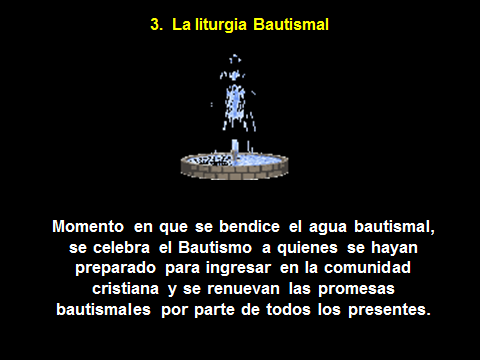 3. La liturgia Bautismal
Momento en que se bendice el agua bautismal,
se celebra el Bautismo a quienes se hayan
preparado para ingresar en la comunidad
cristiana y se renuevan las promesas
bautismales por parte de todos los presentes.